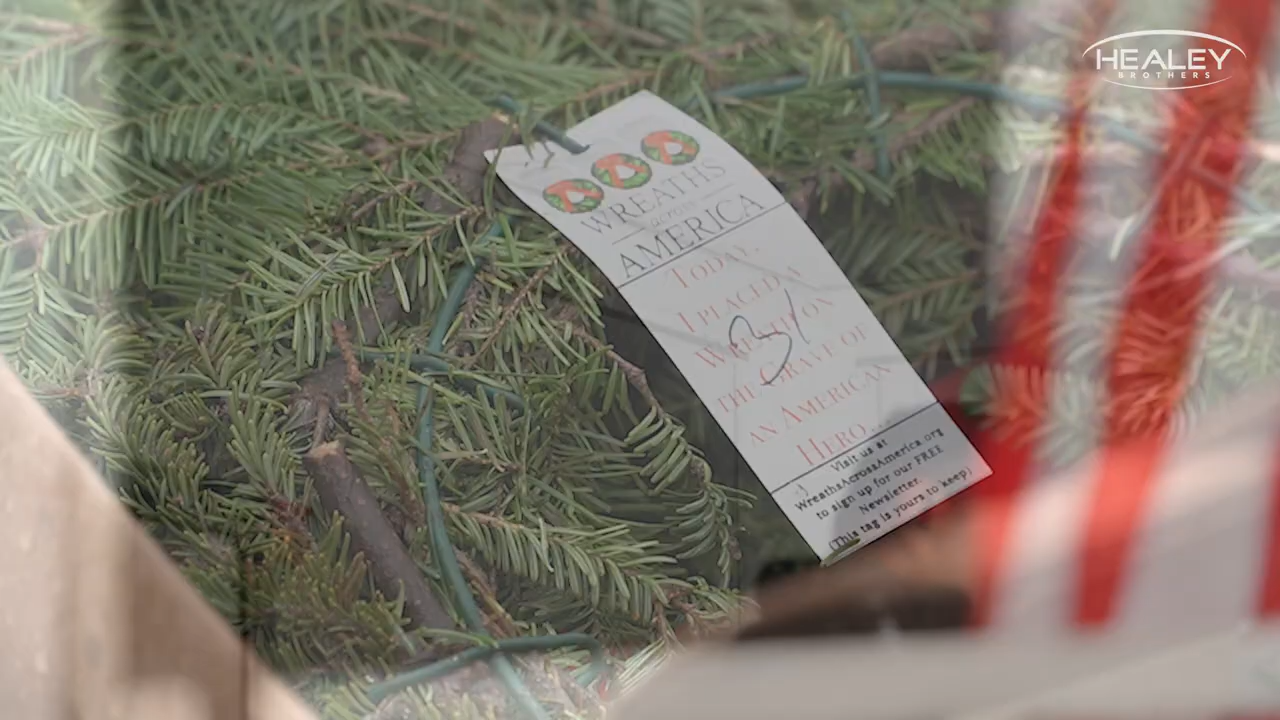 HEALEY
BROTHERS
WREATHS
across
AMERICA
TODAY,
I PLACED A
WREATH ON
THE GRAVE OF
AN AMERICAN
HERO...
Visit us at
WreathsAcrossAmerica.org
to sign up for our FREE
Newsletter.
(This tag is yours to keep)